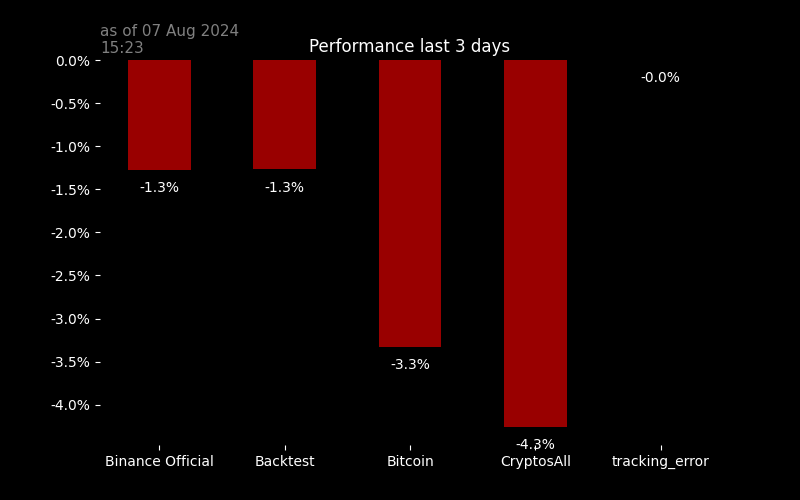 as of 07 Aug 2024
15:23
Performance last 3 days
0.0%
-0.5%
-1.0%
-1.5%
-2.0%
-2.5%
-3.0%
-3.5%
-4.0%
-1.3%
-1.3%
-3.3%
-4.3%
-0.0%
Binance Official
Backtest
Bitcoin
CryptosAll
tracking_error